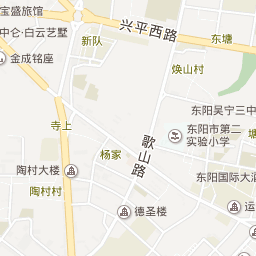 宝盛旅馆
兴平西路
中仑·白云艺墅
新队
东塘
金成铭座
焕山村
东阳吴宁三中
寺上
东阳市第二
实验小学
歌山路
杨家
陶村大楼
东阳国际大酒
陶村村
德圣楼
运